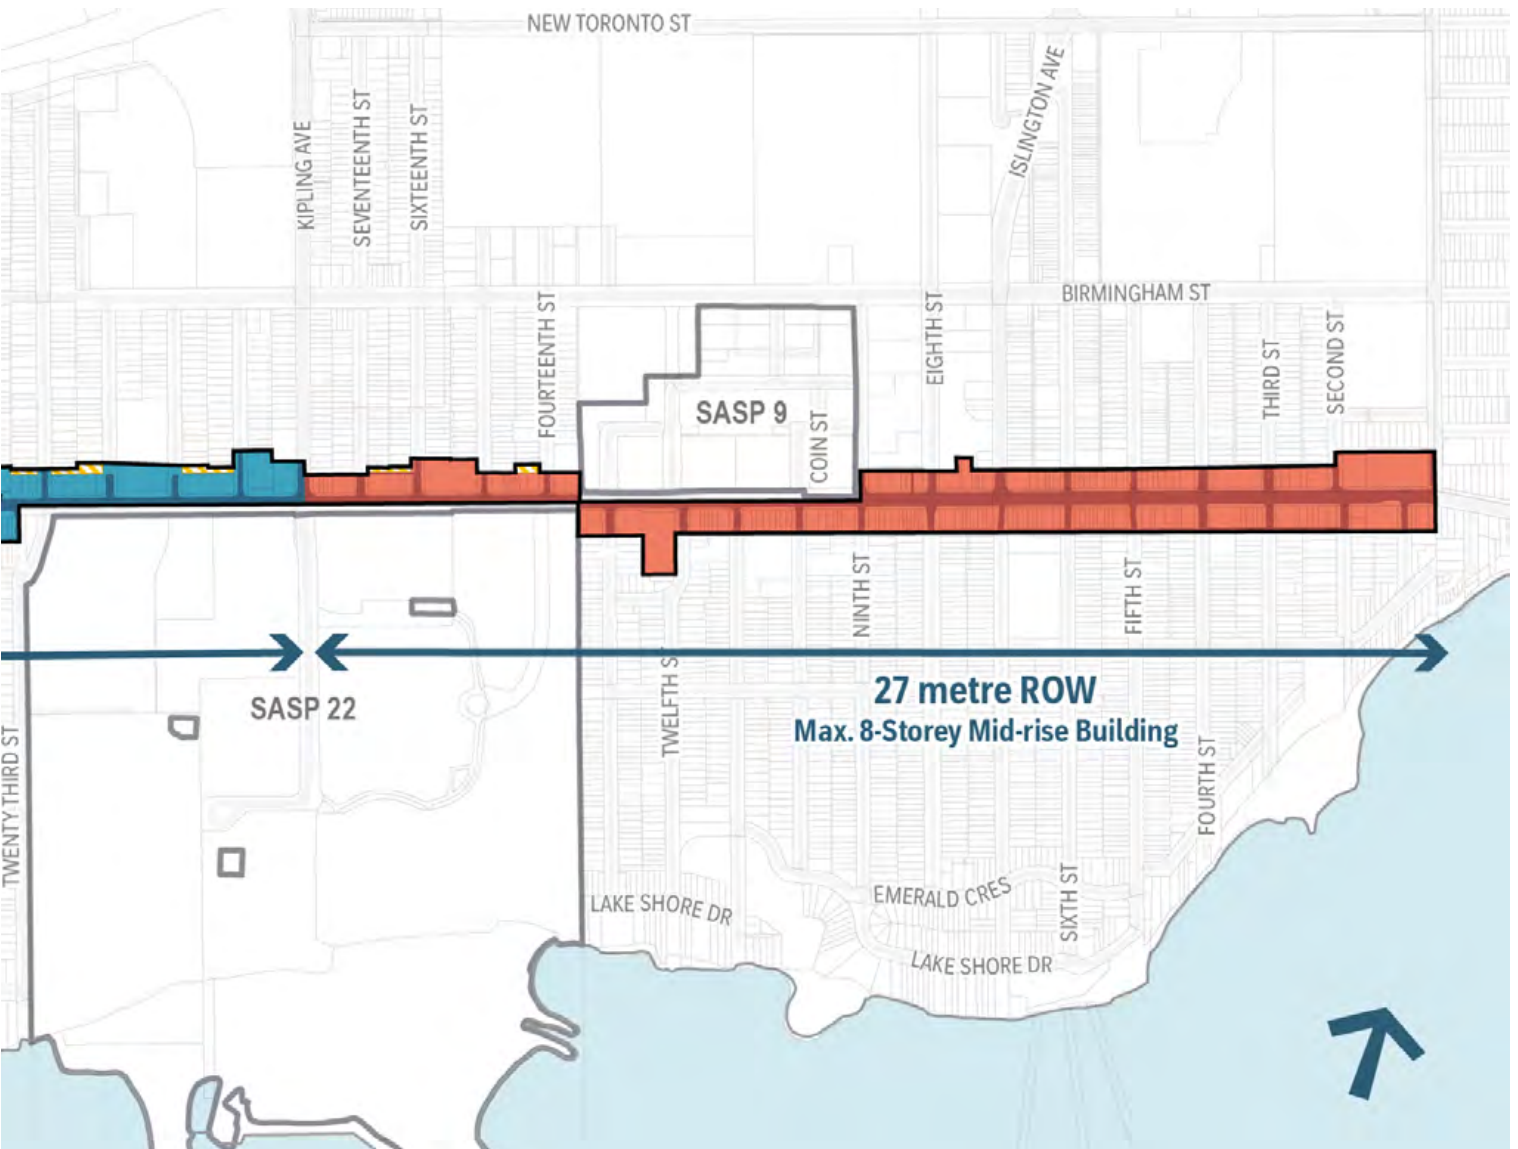 NEW TORONTO ST
KIPLING AVE
SEVENTEENTH ST
SIXTEENTH ST
ISLINGTON AVE
BIRMINGHAM ST
FOURTEENTH ST
EIGHTH ST
THIRD ST
SECOND ST
SASP 9
COIN ST
NINTH ST
FIFTH ST
TWELFTH ST
27 metre ROW
Max. 8-Storey Mid-rise Building
SASP 22
TWENTY THIRD ST
FOURTH ST
EMERALD CRES
SIXTH ST
LAKE SHORE DR
LAKE SHORE DR